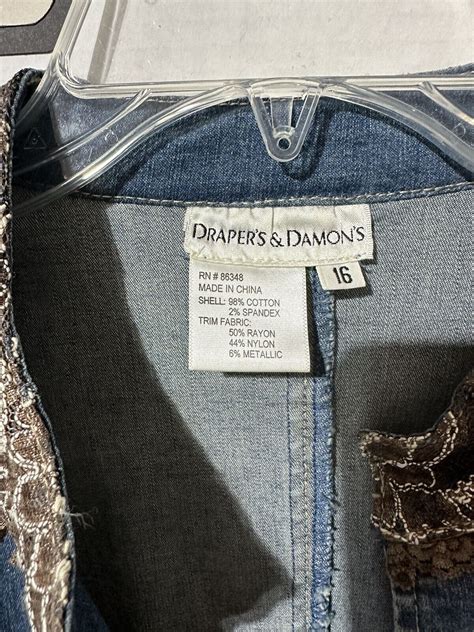 DRAPER'S & DAMON'S
16
RN # 86348
MADE IN CHINA
SHELL: 98% COTTON
2% SPANDEX
TRIM FABRIC:
50% RAYON
44% NYLON
6% METALLIC